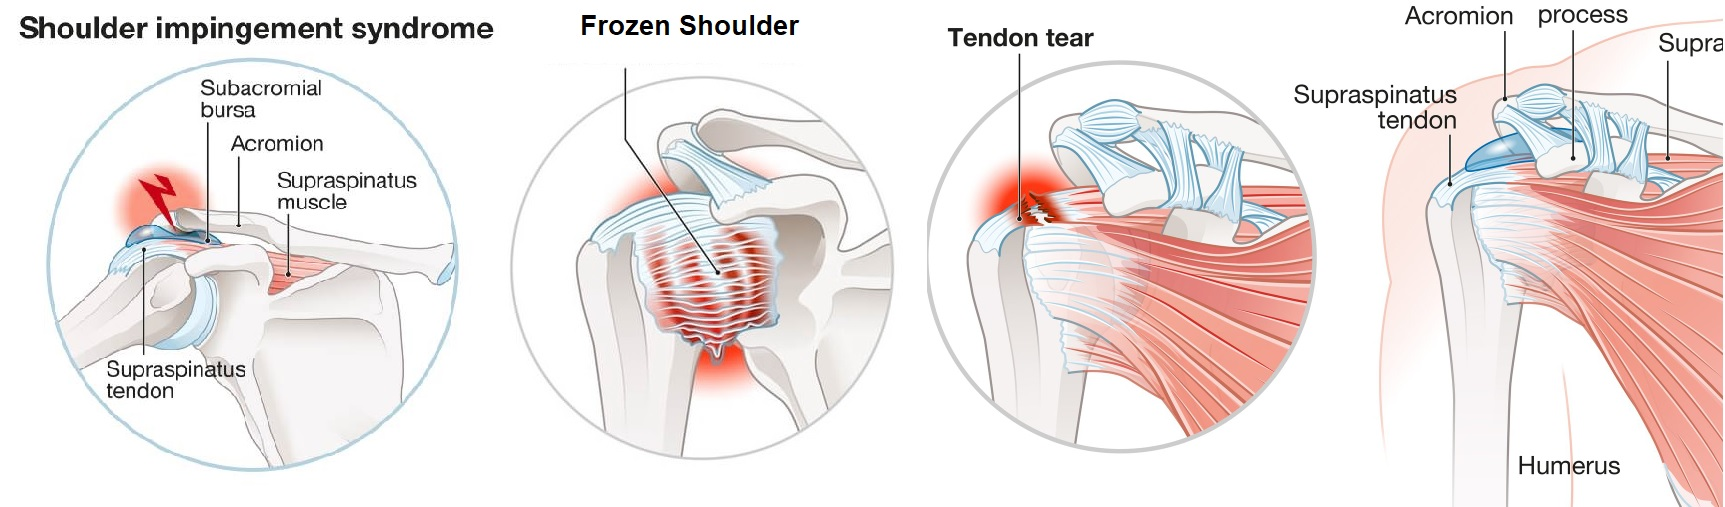 Shoulder impingement syndrome
Subacromial
bursa
Acromion
Supraspinatus
muscle
Supraspinatus
tendon
Frozen Shoulder
Tendon tear
Acromion process
Supra
Supraspinatus
tendon
Humerus